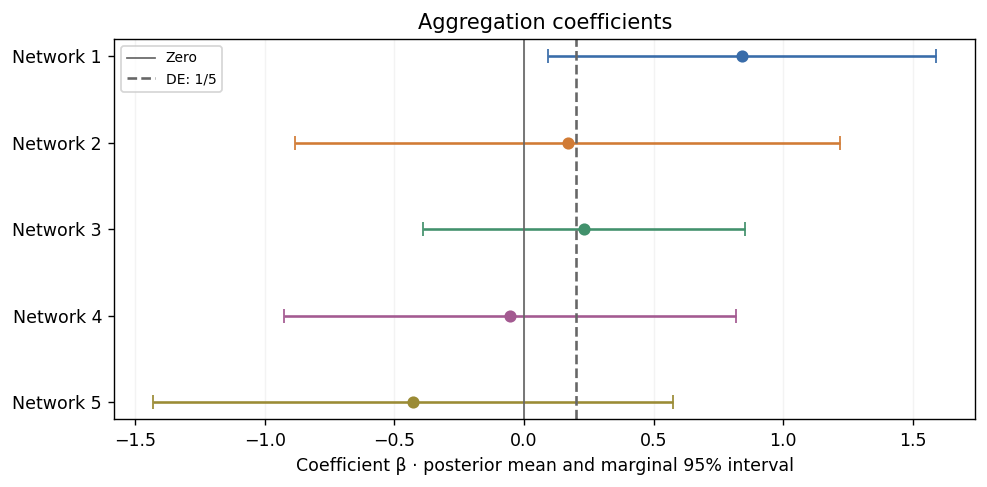 Aggregation coefficients
Network 1
Network 2
Network 3
Network 4
Network 5
Zero
DE: 1/5
−1.5 −1.0 −0.5 0.0 0.5 1.0 1.5
Coefficient β · posterior mean and marginal 95% interval